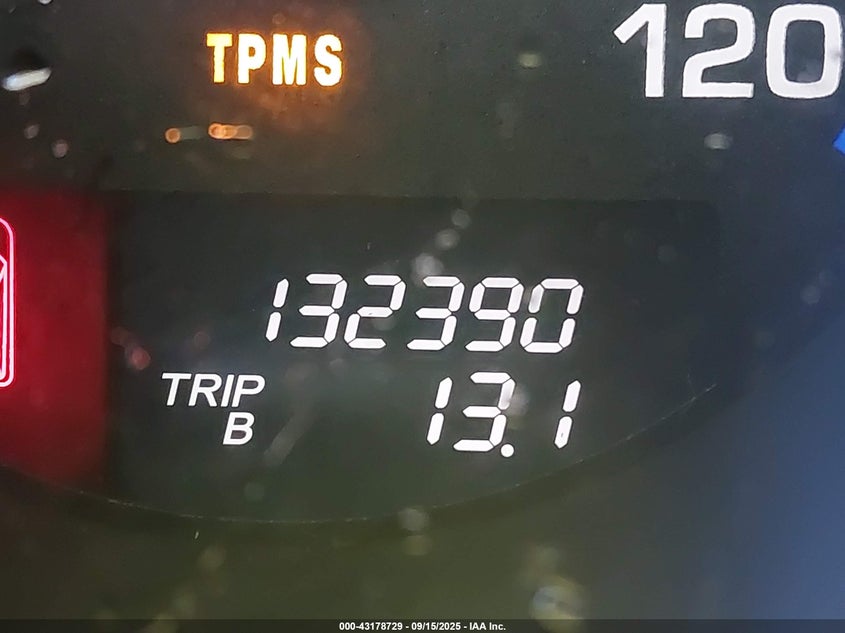 TPMS
120
132390
TRIP
B
13.1
000-43178729 - 09/15/2025 - IAA Inc.